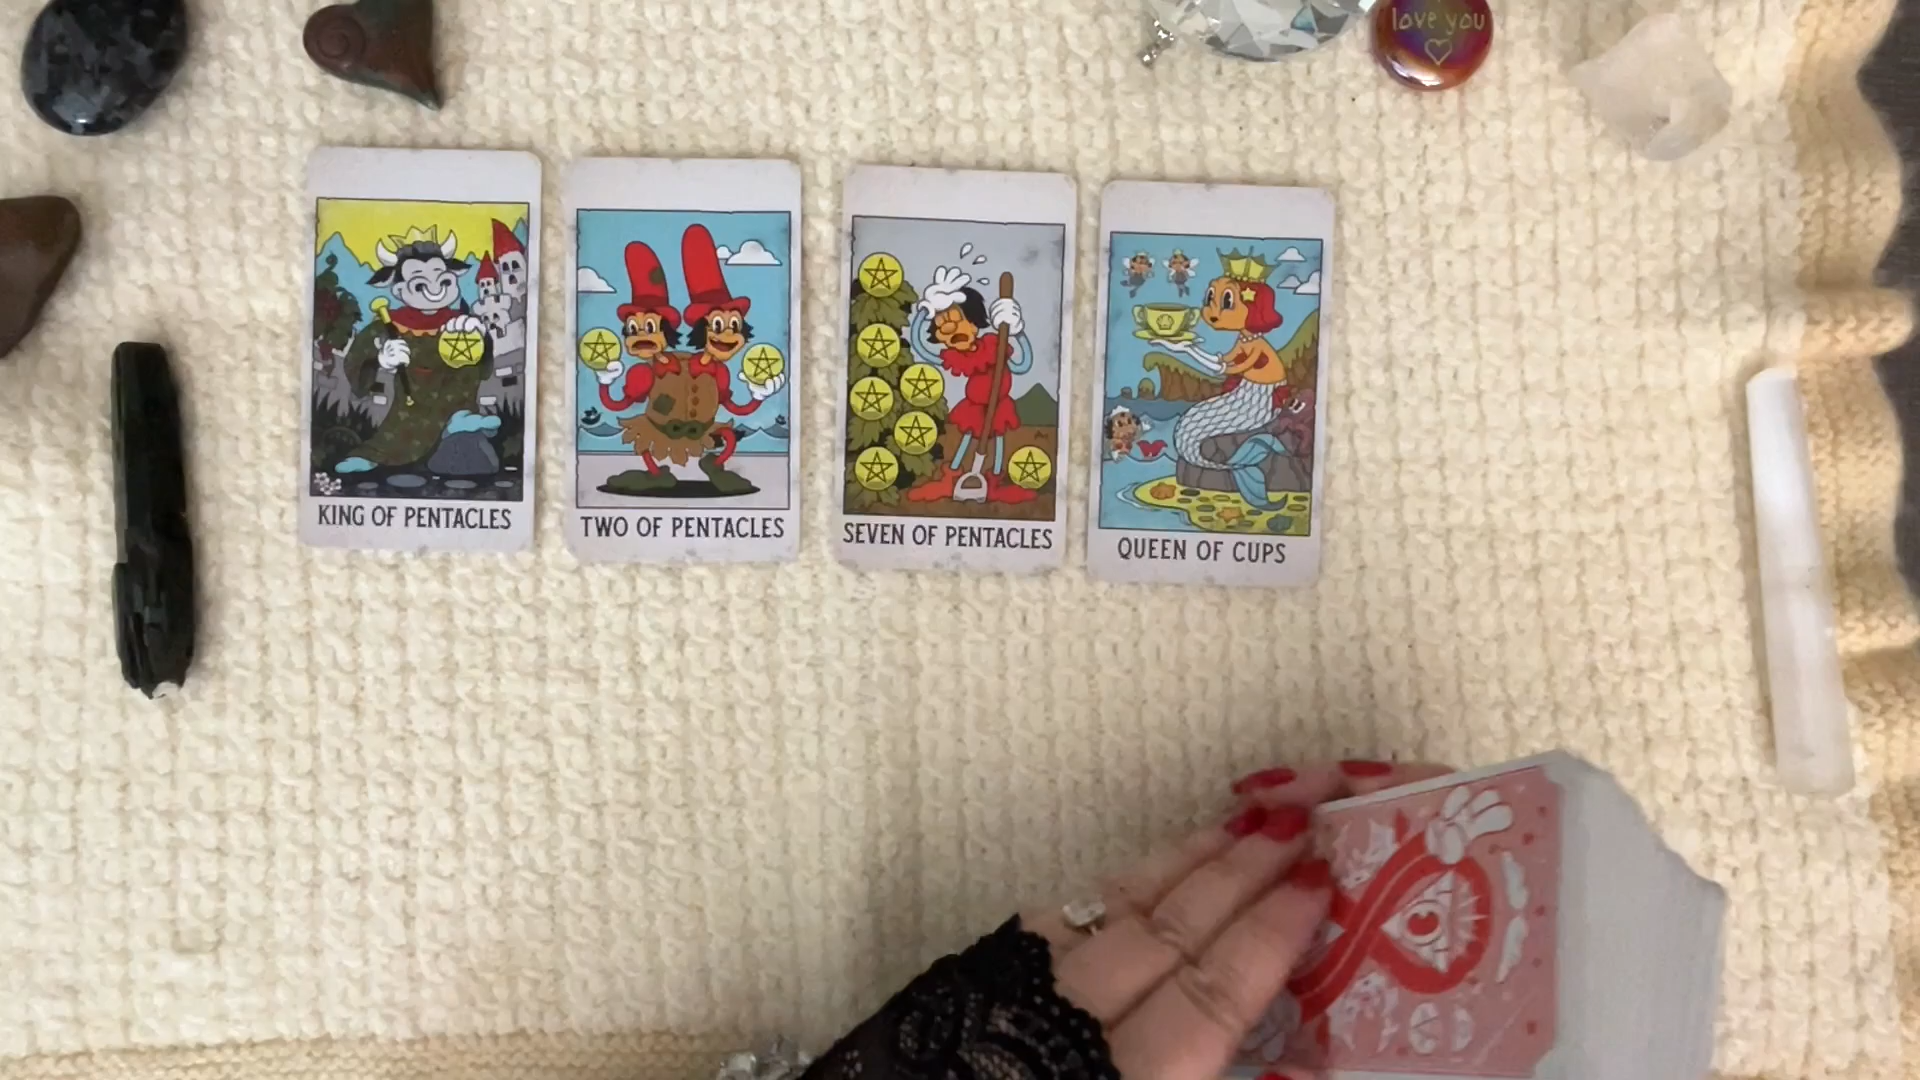 love you
KING OF PENTACLES
TWO OF PENTACLES
SEVEN OF PENTACLES
QUEEN OF CUPS